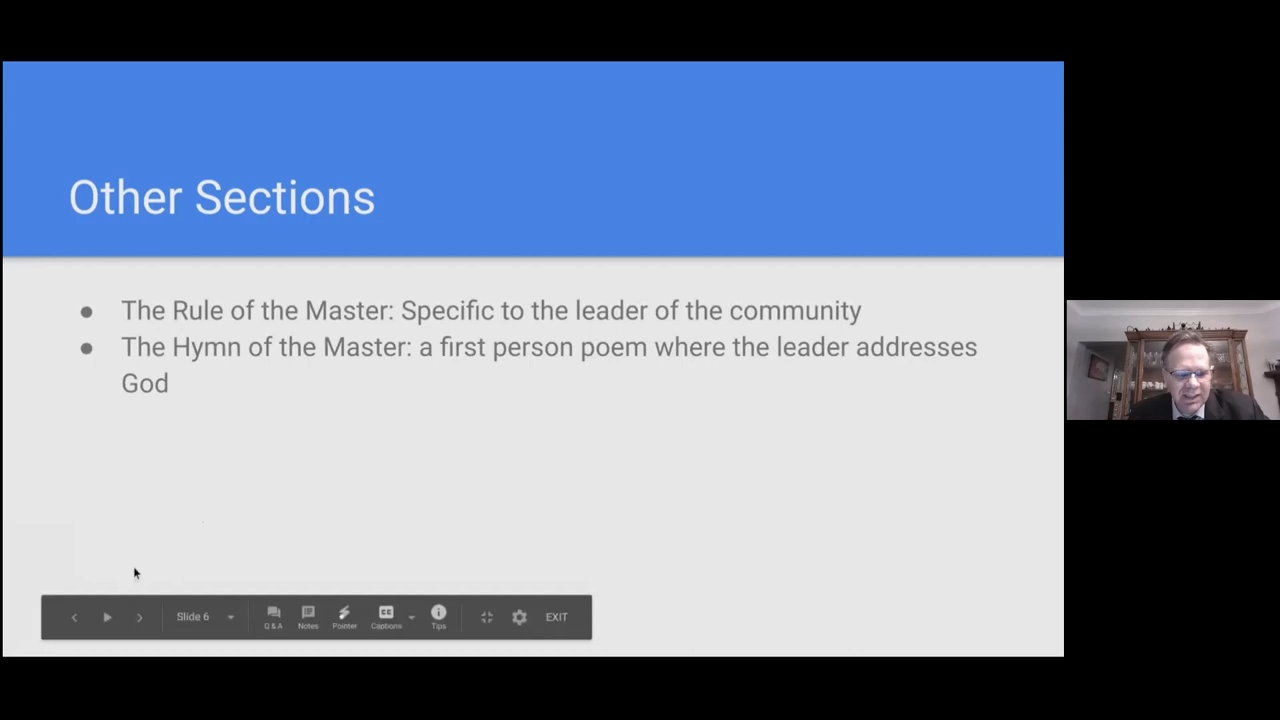 Other Sections
● The Rule of the Master: Specific to the leader of the community
● The Hymn of the Master: a first person poem where the leader addresses
God
Slide 6
Q & A
Notes
Pointer
CC
Captions
Tips
EXIT